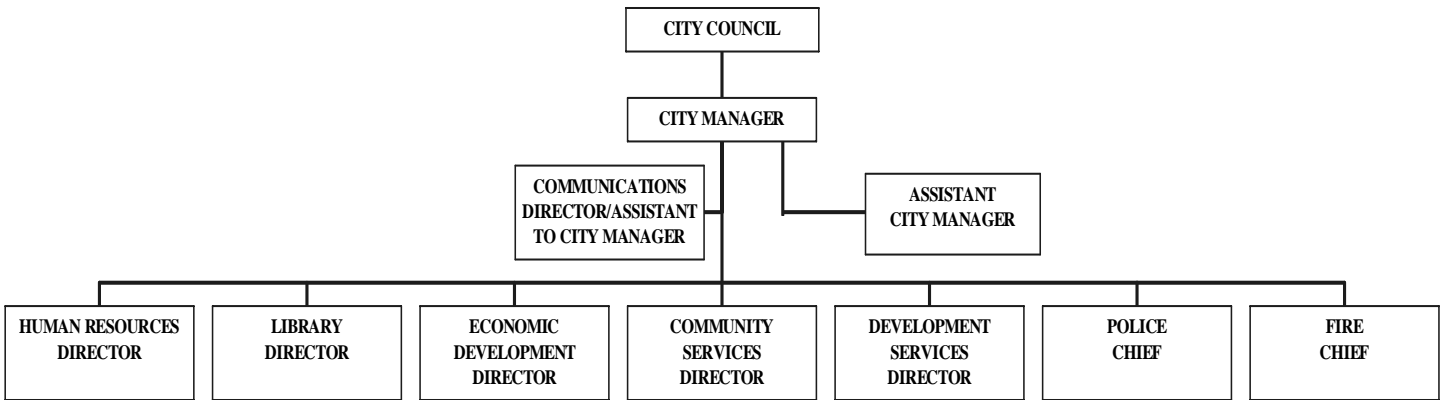 CITY COUNCIL
CITY MANAGER
COMMUNICATIONS
DIRECTOR/ASSISTANT
TO CITY MANAGER
ASSISTANT
CITY MANAGER
HUMAN RESOURCES
DIRECTOR
LIBRARY
DIRECTOR
ECONOMIC
DEVELOPMENT
DIRECTOR
COMMUNITY
SERVICES
DIRECTOR
DEVELOPMENT
SERVICES
DIRECTOR
POLICE
CHIEF
FIRE
CHIEF